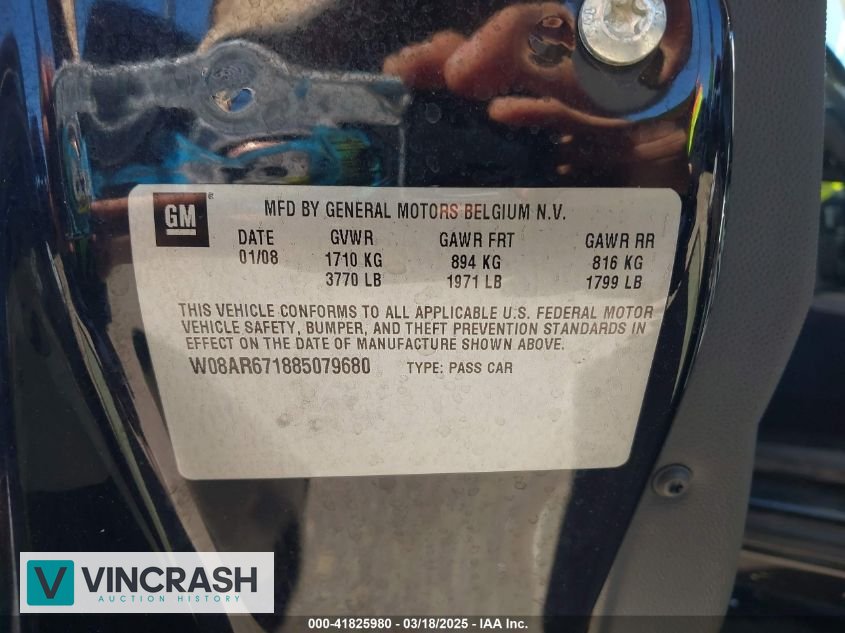 GM
MFD BY GENERAL MOTORS BELGIUM N.V.
DATE GVWR GAWR FRT GAWR RR
01/08 1710 KG 894 KG 816 KG
3770 LB 1971 LB 1799 LB
THIS VEHICLE CONFORMS TO ALL APPLICABLE U.S. FEDERAL MOTOR
VEHICLE SAFETY, BUMPER, AND THEFT PREVENTION STANDARDS IN
EFFECT ON THE DATE OF MANUFACTURE SHOWN ABOVE.
W08AR671885079680 TYPE: PASS CAR
V VINCRASH
AUCTION HISTORY
000-41825980 - 03/18/2025 - IAA Inc.